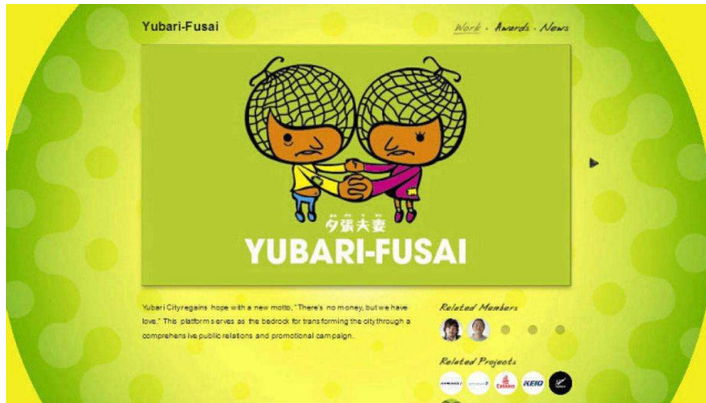 Yubari-Fusai
Work · Awards · News
夕張夫妻
YUBARI-FUSAI
Yubari City regains hope with a new motto, "There's no money, but we have
love." This platform serves as the bedrock for transforming the city through a
comprehensive public relations and promotional campaign.
Related Members
Related Projects
KEIO